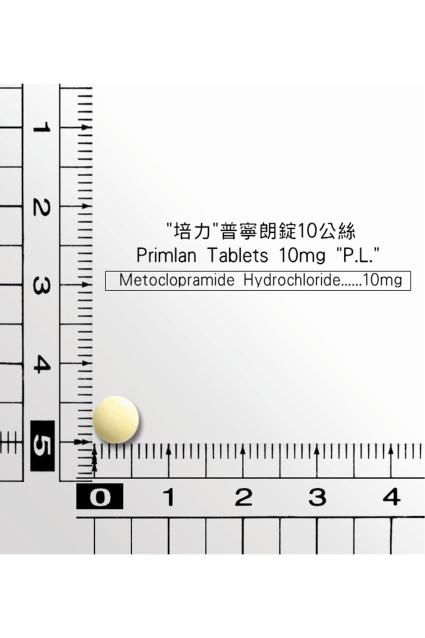 "培力"普寧朗錠10公絲
Primlan Tablets 10mg "P.L."
Metoclopramide Hydrochloride......10mg
1
2
3
4
5
0 1 2 3 4